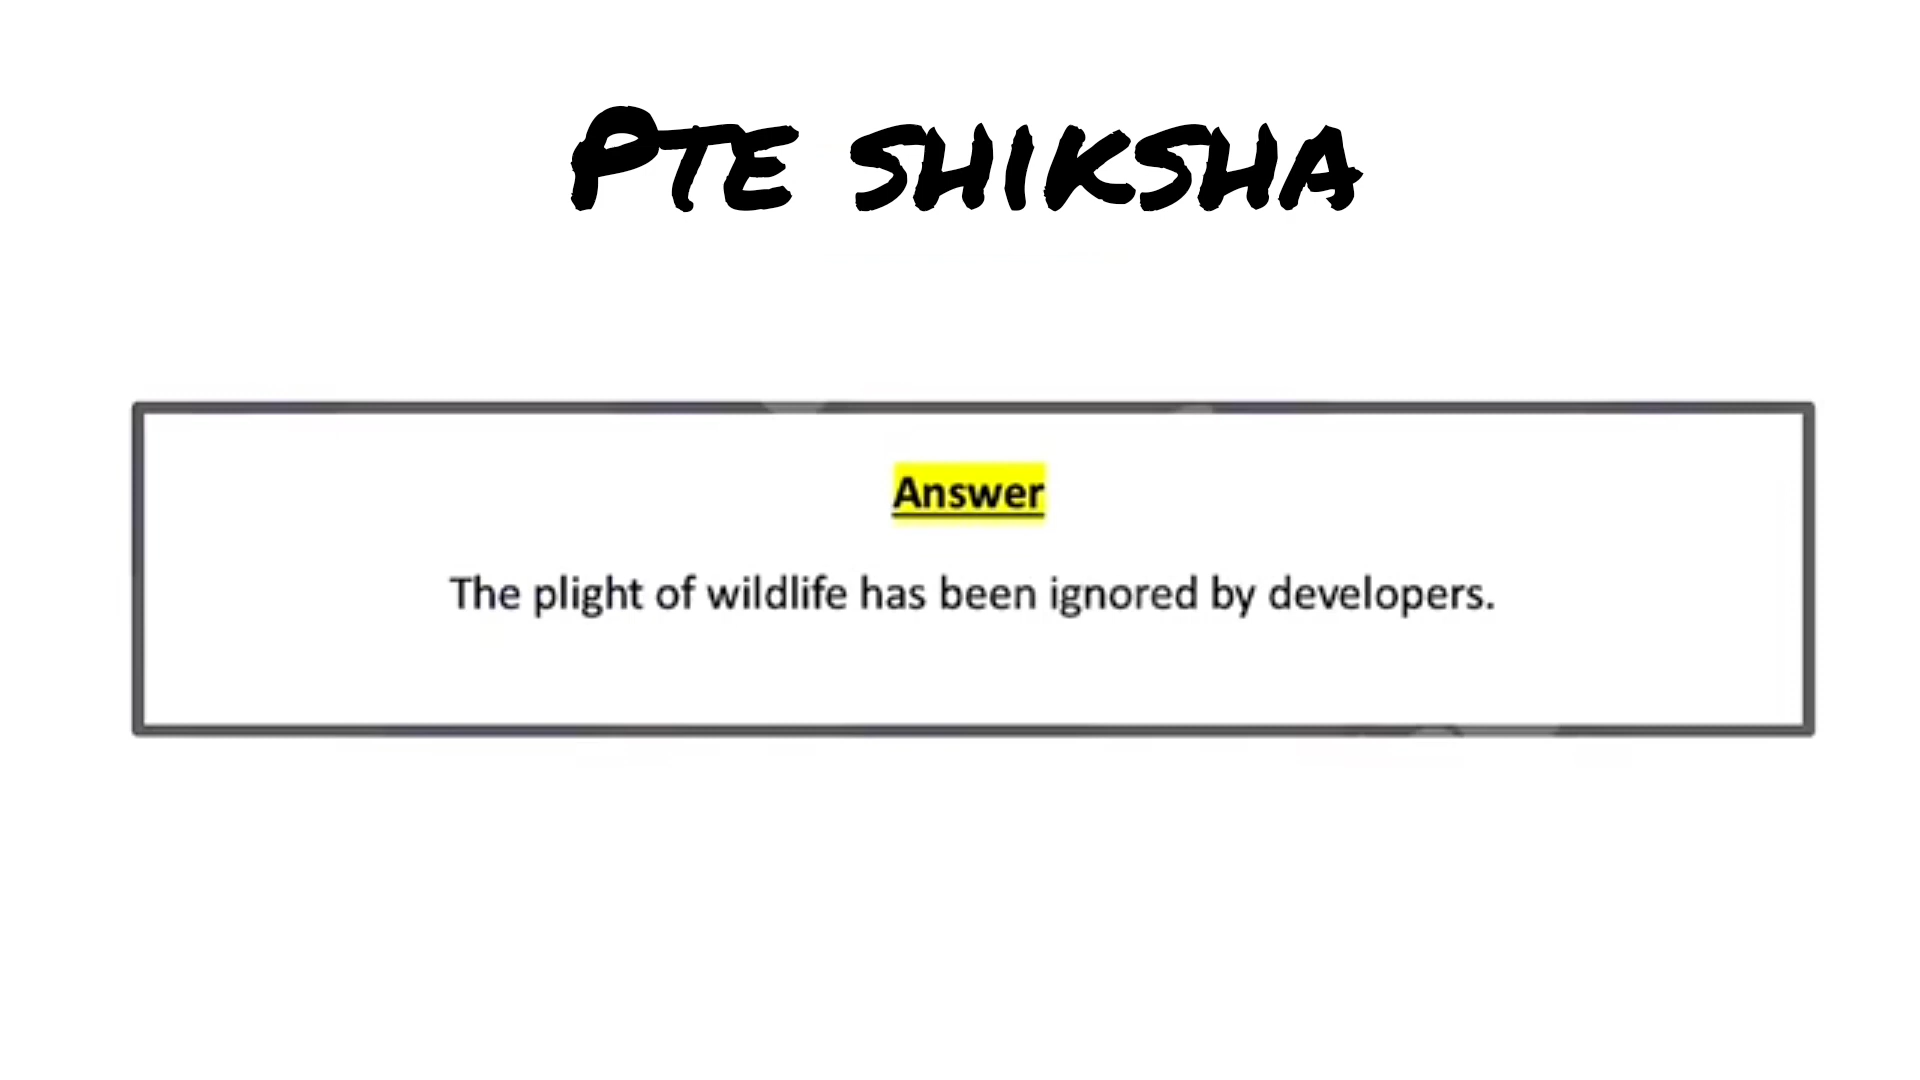 Pte shiksha
Answer
The plight of wildlife has been ignored by developers.